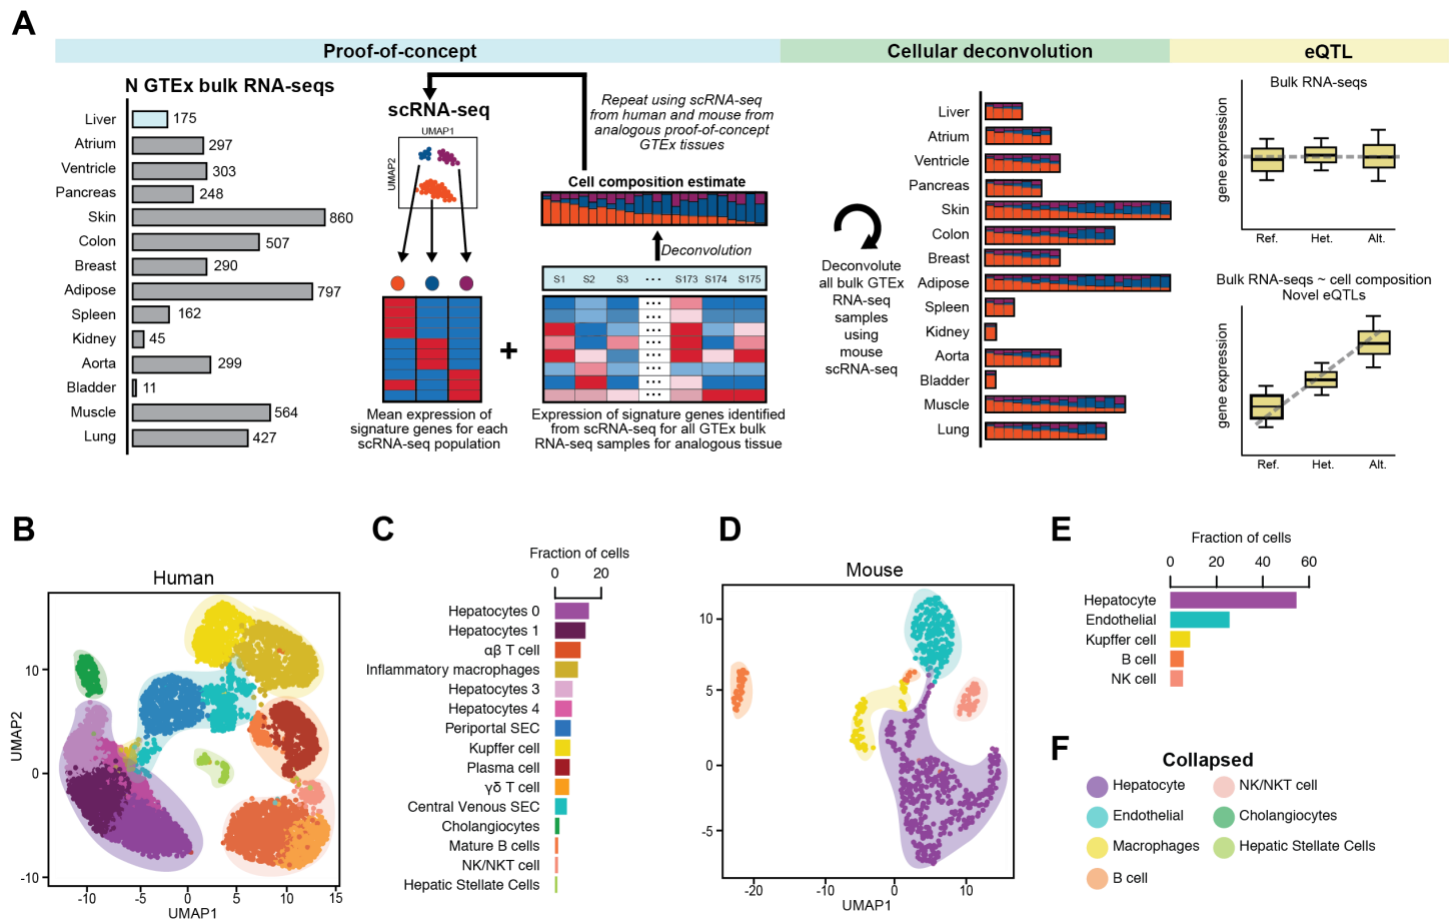 A
Proof-of-concept
Cellular deconvolution
eQTL
N GTEx bulk RNA-seqs
Liver 175
Atrium 297
Ventricle 303
Pancreas 248
Skin 860
Colon 507
Breast 290
Adipose 797
Spleen 162
Kidney 45
Aorta 299
Bladder 11
Muscle 564
Lung 427
scRNA-seq
UMAP1
UMAP2
Repeat using scRNA-seq
from human and mouse from
analogous proof-of-concept
GTEx tissues
Cell composition estimate
Deconvolution
S1 S2 S3 ... S173 S174 S175
...
...
...
...
...
...
...
...
+
Mean expression of
signature genes for each
scRNA-seq population
Expression of signature genes identified
from scRNA-seq for all GTEx bulk
RNA-seq samples for analogous tissue
Deconvolute
all bulk GTEx
RNA-seq
samples
using
mouse
scRNA-seq
Liver
Atrium
Ventricle
Pancreas
Skin
Colon
Breast
Adipose
Spleen
Kidney
Aorta
Bladder
Muscle
Lung
Bulk RNA-seqs
gene expression
Ref. Het. Alt.
Bulk RNA-seqs ~ cell composition
Novel eQTLs
gene expression
Ref. Het. Alt.
B
Human
UMAP2
10
0
-10
-10 -5 0 5 10 15
UMAP1
C
Fraction of cells
0 20
Hepatocytes 0
Hepatocytes 1
αβ T cell
Inflammatory macrophages
Hepatocytes 3
Hepatocytes 4
Periportal SEC
Kupffer cell
Plasma cell
γδ T cell
Central Venous SEC
Cholangiocytes
Mature B cells
NK/NKT cell
Hepatic Stellate Cells
D
Mouse
10
5
0
-5
-20 -10 0 10
UMAP1
E
Fraction of cells
0 20 40 60
Hepatocyte
Endothelial
Kupffer cell
B cell
NK cell
F
Collapsed
Hepatocyte
Endothelial
Macrophages
B cell
NK/NKT cell
Cholangiocytes
Hepatic Stellate Cells